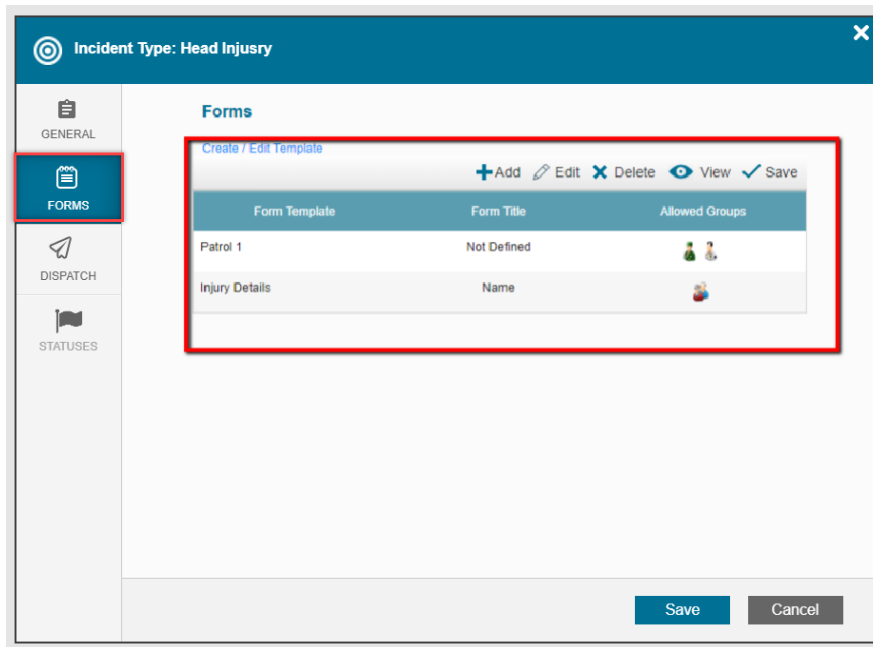 Incident Type: Head Injusry
GENERAL
FORMS
DISPATCH
STATUSES
Forms
Create / Edit Template
Add Edit Delete View Save
Form Template Form Title Allowed Groups
Patrol 1 Not Defined
Injury Details Name
Save Cancel